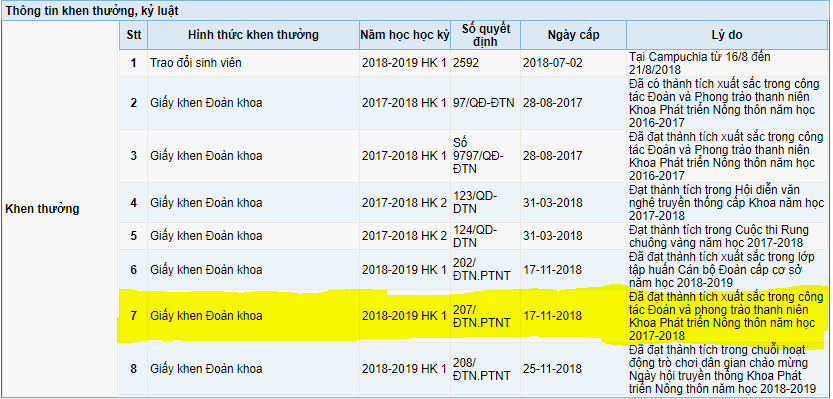 Thông tin khen thưởng, kỷ luật
Stt Hình thức khen thưởng Năm học học kỳ Số quyết định Ngày cấp Lý do
Khen thưởng
1 Trao đổi sinh viên 2018-2019 HK 1 2592 2018-07-02 Tại Campuchia từ 16/8 đến
21/8/2018
2 Giấy khen Đoàn khoa 2017-2018 HK 1 97/QĐ-ĐTN 28-08-2017 Đã có thành tích xuất sắc trong công
tác Đoàn và Phong trào thanh niên
Khoa Phát triển Nông thôn năm học
2016-2017
3 Giấy khen Đoàn khoa 2017-2018 HK 1 Số
9797/QĐ-
ĐTN 28-08-2017 Đã đạt thành tích xuất sắc trong công
tác Đoàn và Phong trào thanh niên
Khoa Phát triển Nông thôn năm học
2016-2017
4 Giấy khen Đoàn khoa 2017-2018 HK 2 123/QD-
DTN 31-03-2018 Đạt thành tích trong Hội diễn văn
nghệ truyền thống cấp Khoa năm học
2017-2018
5 Giấy khen Đoàn khoa 2017-2018 HK 2 124/QD-
DTN 31-03-2018 Đạt thành tích trong Cuộc thi Rung
chuông vàng năm học 2017-2018
6 Giấy khen Đoàn khoa 2018-2019 HK 1 202/
ĐTN.PTNT 17-11-2018 Đã đạt thành tích xuất sắc trong lớp
tập huấn Cán bộ Đoàn cấp cơ sở
năm học 2018-2019
7 Giấy khen Đoàn khoa 2018-2019 HK 1 207/
ĐTN.PTNT 17-11-2018 Đã đạt thành tích xuất sắc trong công
tác Đoàn và phong trào thanh niên
Khoa Phát triển Nông thôn năm học
2017-2018
8 Giấy khen Đoàn khoa 2018-2019 HK 1 208/
ĐTN.PTNT 25-11-2018 Đã đạt thành tích trong chuỗi hoạt
động trò chơi dân gian chào mừng
Ngày hội truyền thống Khoa Phát
triển Nông thôn năm học 2018-2019